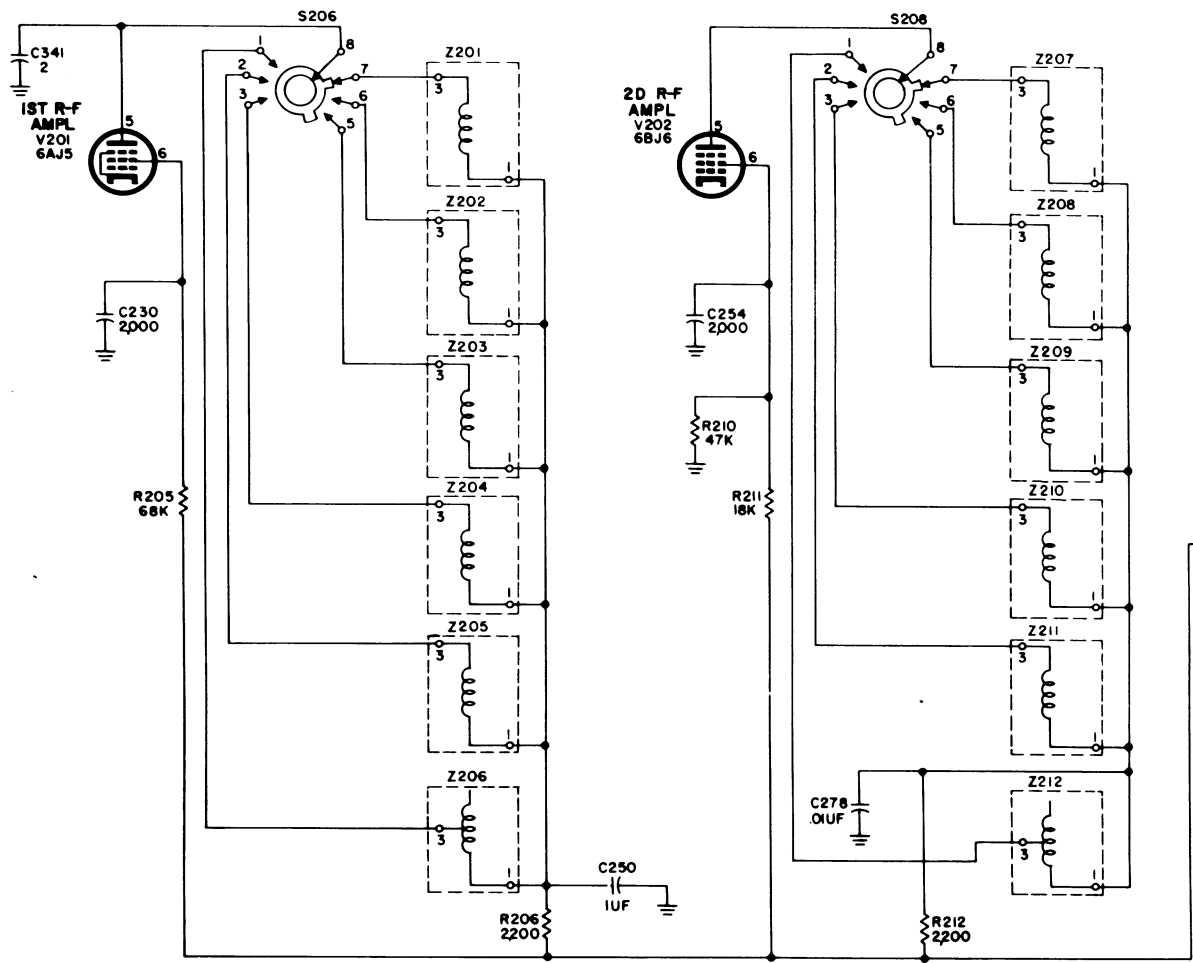 S206
C341
2
1ST R-F
AMPL
V201
6AJ5
5
6
1
2
3
8
7
6
5
Z201
3
1
Z202
3
1
Z203
3
1
Z204
3
1
Z205
3
1
Z206
3
1
C230
2,000
R205
68K
C250
1UF
R206
2,200
S208
2D R-F
AMPL
V202
6BJ6
5
6
1
2
3
8
7
6
5
Z207
3
1
Z208
3
1
Z209
3
1
Z210
3
1
Z211
3
1
Z212
3
1
C254
2,000
R210
47K
R211
18K
C278
.01UF
R212
2,200